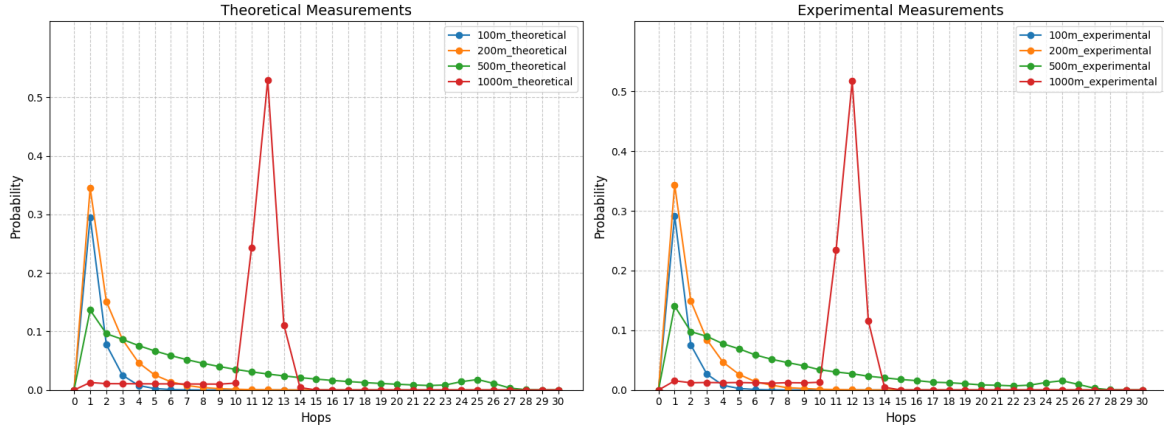 Theoretical Measurements
100m_theoretical
200m_theoretical
500m_theoretical
1000m_theoretical
Probability
0.5
0.4
0.3
0.2
0.1
0.0
0 1 2 3 4 5 6 7 8 9 10 11 12 13 14 15 16 17 18 19 20 21 22 23 24 25 26 27 28 29 30
Hops
Experimental Measurements
100m_experimental
200m_experimental
500m_experimental
1000m_experimental
Probability
0.5
0.4
0.3
0.2
0.1
0.0
0 1 2 3 4 5 6 7 8 9 10 11 12 13 14 15 16 17 18 19 20 21 22 23 24 25 26 27 28 29 30
Hops